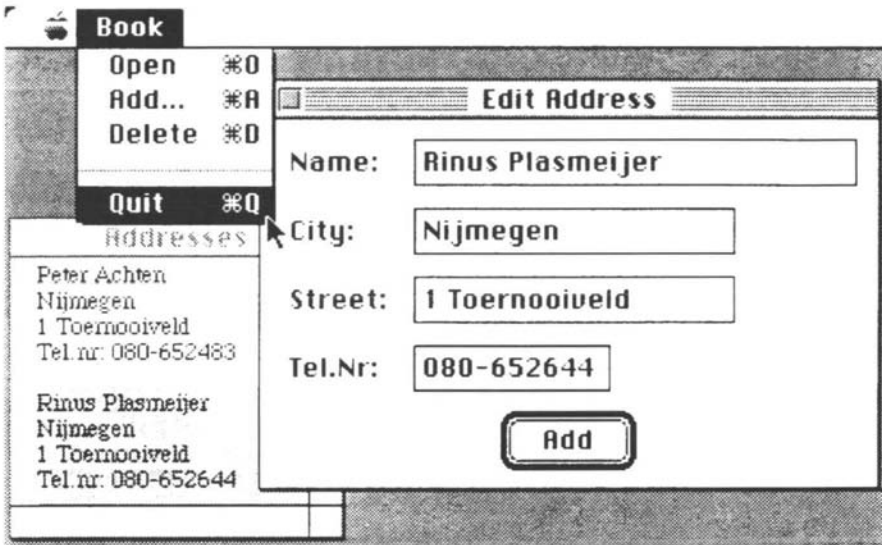 Book
Open ⌘O
Add... ⌘A
Delete ⌘D
Quit ⌘Q
Edit Address
Name: Rinus Plasmeijer
City: Nijmegen
Street: 1 Toernooiveld
Tel.Nr: 080-652644
Add
Addresses
Peter Achten
Nijmegen
1 Toernooiveld
Tel.nr: 080-652483
Rinus Plasmeijer
Nijmegen
1 Toernooiveld
Tel.nr: 080-652644